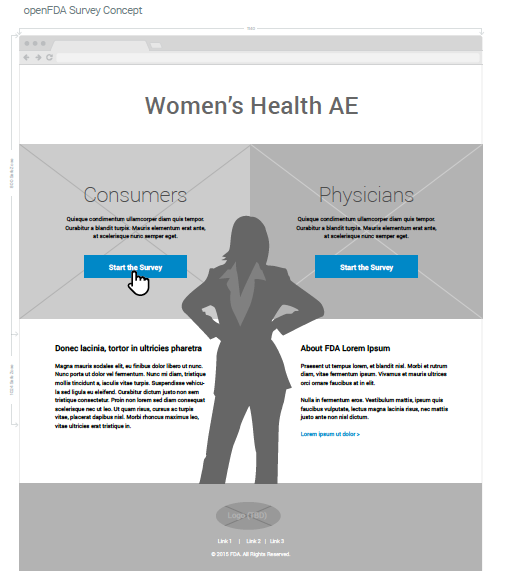 openFDA Survey Concept
Women's Health AE
Consumers
Quisque condimentum ullamcorper diam quis tempor.
Curabitur a blandit turpis. Mauris elementum erat ante,
at scelerisque nunc semper eget.
Start the Survey
Physicians
Quisque condimentum ullamcorper diam quis tempor.
Curabitur a blandit turpis. Mauris elementum erat ante,
at scelerisque nunc semper eget.
Start the Survey
Donec lacinia, tortor in ultricies pharetra
Magna mauris sodales elit, eu finibus dolor libero ut nunc.
Nunc porta ut dolor vel fermentum. Nunc mi diam, tristique
mollis tincidunt a, iaculis vitae turpis. Suspendisse vehicu-
la sed ligula eu eleifend. Curabitur dictum justo non sem
tristique consectetur. Proin non lorem sed diam consequat
scelerisque nec ut leo. Ut quam risus, cursus ac turpis
vitae, placerat dapibus nisl. Morbi rhoncus maximus leo,
vitae ultricies erat tristique in.
About FDA Lorem Ipsum
Praesent ut tempus lorem, et blandit nisl. Morbi et rutrum
diam, vitae fermentum ipsum. Vivamus et mauris ultrices
orci ornare faucibus at in elit.
Nulla in fermentum eros. Vestibulum mattis, ipsum quis
faucibus vulputate, lectus magna lacinia risus, nec mattis
justo ante non nisl dictum.
Lorem ipsum ut dolor >
Logo (TBD)
Link 1 | Link 2 | Link 3
© 2015 FDA. All Rights Reserved.